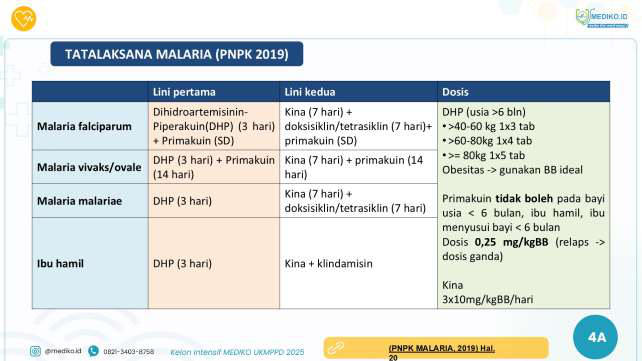 MEDIKO.ID
TATALAKSANA MALARIA (PNPK 2019)
Lini pertama
Lini kedua
Dosis
Malaria falciparum
Dihidroartemisinin-
Piperakuin(DHP) (3 hari)
+ Primakuin (SD)
Kina (7 hari) +
doksisiklin/tetrasiklin (7 hari)+
primakuin (SD)
DHP (usia >6 bln)
•>40-60 kg 1x3 tab
•>60-80kg 1x4 tab
•>= 80kg 1x5 tab
Obesitas -> gunakan BB ideal
Primakuin tidak boleh pada bayi
usia < 6 bulan, ibu hamil, ibu
menyusui bayi < 6 bulan
Dosis 0,25 mg/kgBB (relaps ->
dosis ganda)
Kina
3x10mg/kgBB/hari
Malaria vivaks/ovale
DHP (3 hari) + Primakuin
(14 hari)
Kina (7 hari) + primakuin (14
hari)
Malaria malariae
DHP (3 hari)
Kina (7 hari) +
doksisiklin/tetrasiklin (7 hari)
Ibu hamil
DHP (3 hari)
Kina + klindamisin
@mediko.id
0821-3403-8758
Kelon Intensif MEDIKO UKMPPD 2025
(PNPK MALARIA, 2019) Hal.
20
4A